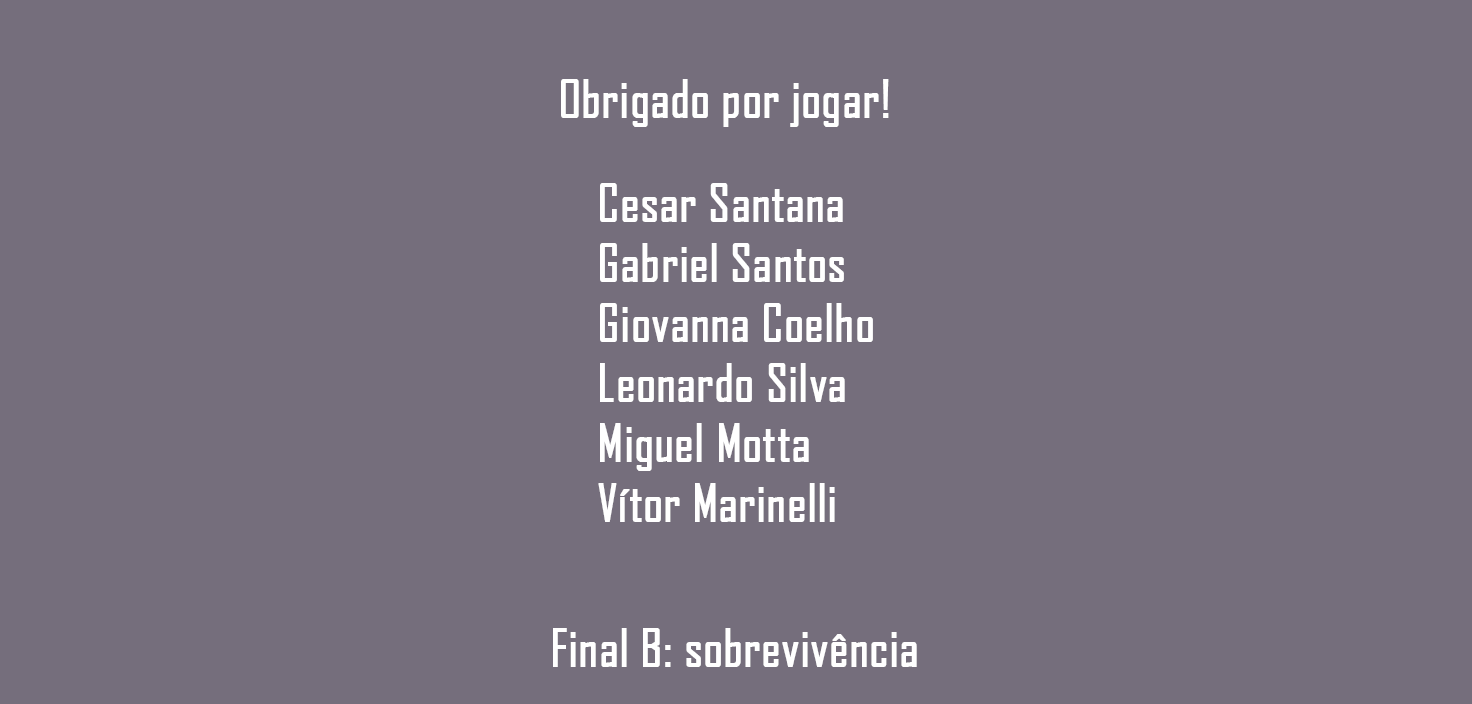 Obrigado por jogar!
Cesar Santana
Gabriel Santos
Giovanna Coelho
Leonardo Silva
Miguel Motta
Vítor Marinelli
Final B: sobrevivência